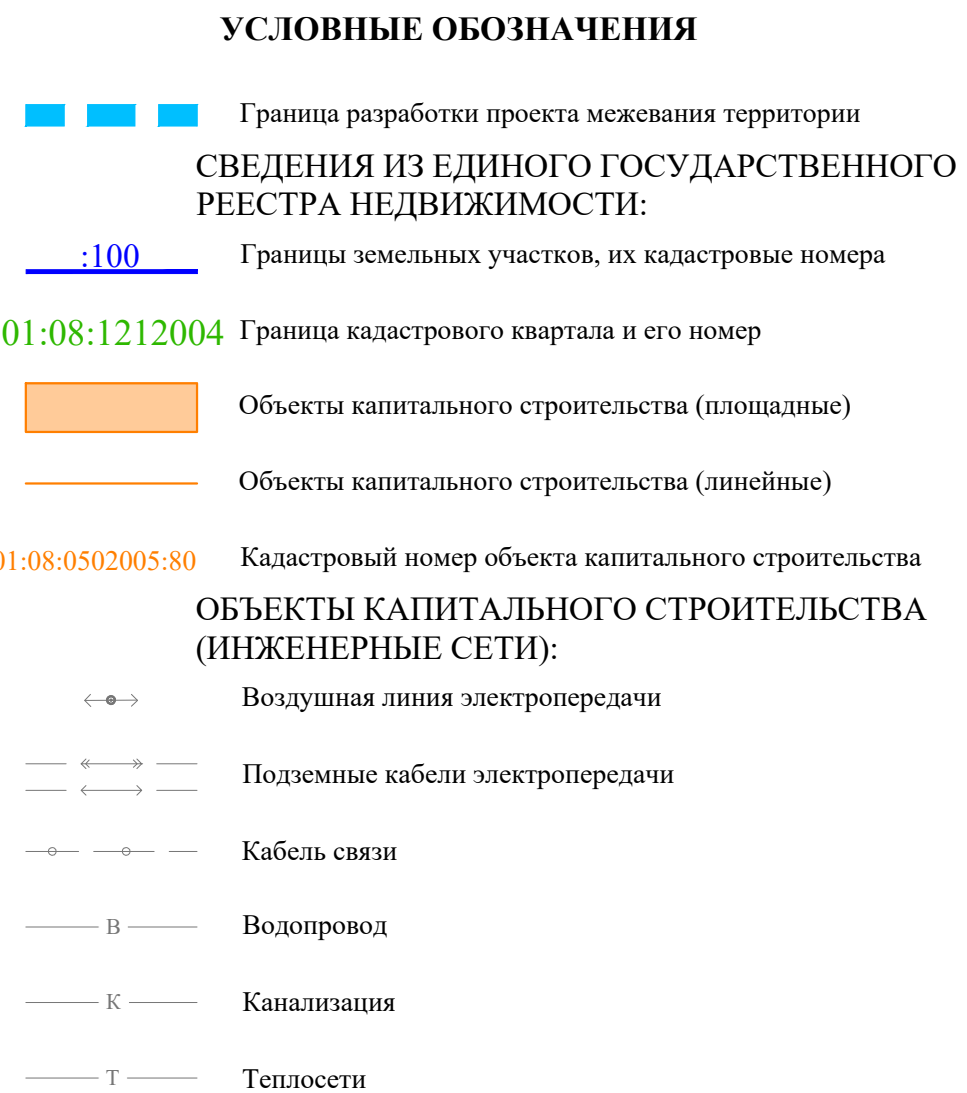 УСЛОВНЫЕ ОБОЗНАЧЕНИЯ
Граница разработки проекта межевания территории
СВЕДЕНИЯ ИЗ ЕДИНОГО ГОСУДАРСТВЕННОГО
РЕЕСТРА НЕДВИЖИМОСТИ:
:100 Границы земельных участков, их кадастровые номера
01:08:1212004 Граница кадастрового квартала и его номер
Объекты капитального строительства (площадные)
Объекты капитального строительства (линейные)
01:08:0502005:80 Кадастровый номер объекта капитального строительства
ОБЪЕКТЫ КАПИТАЛЬНОГО СТРОИТЕЛЬСТВА
(ИНЖЕНЕРНЫЕ СЕТИ):
Воздушная линия электропередачи
Подземные кабели электропередачи
Кабель связи
В Водопровод
К Канализация
Т Теплосети